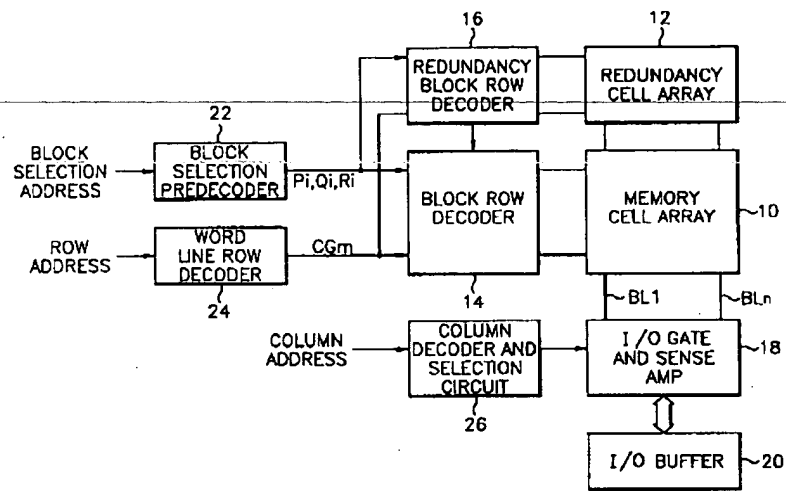 16
12
REDUNDANCY
BLOCK ROW
DECODER
REDUNDANCY
CELL ARRAY
22
BLOCK
SELECTION
ADDRESS
BLOCK
SELECTION
PREDECODER
Pi,Qi,Ri
BLOCK ROW
DECODER
MEMORY
CELL ARRAY
10
ROW
ADDRESS
WORD
LINE ROW
DECODER
CGm
24
14
BL1
BLn
COLUMN
ADDRESS
COLUMN
DECODER AND
SELECTION
CIRCUIT
26
I/O GATE
AND SENSE
AMP
18
I/O BUFFER
20